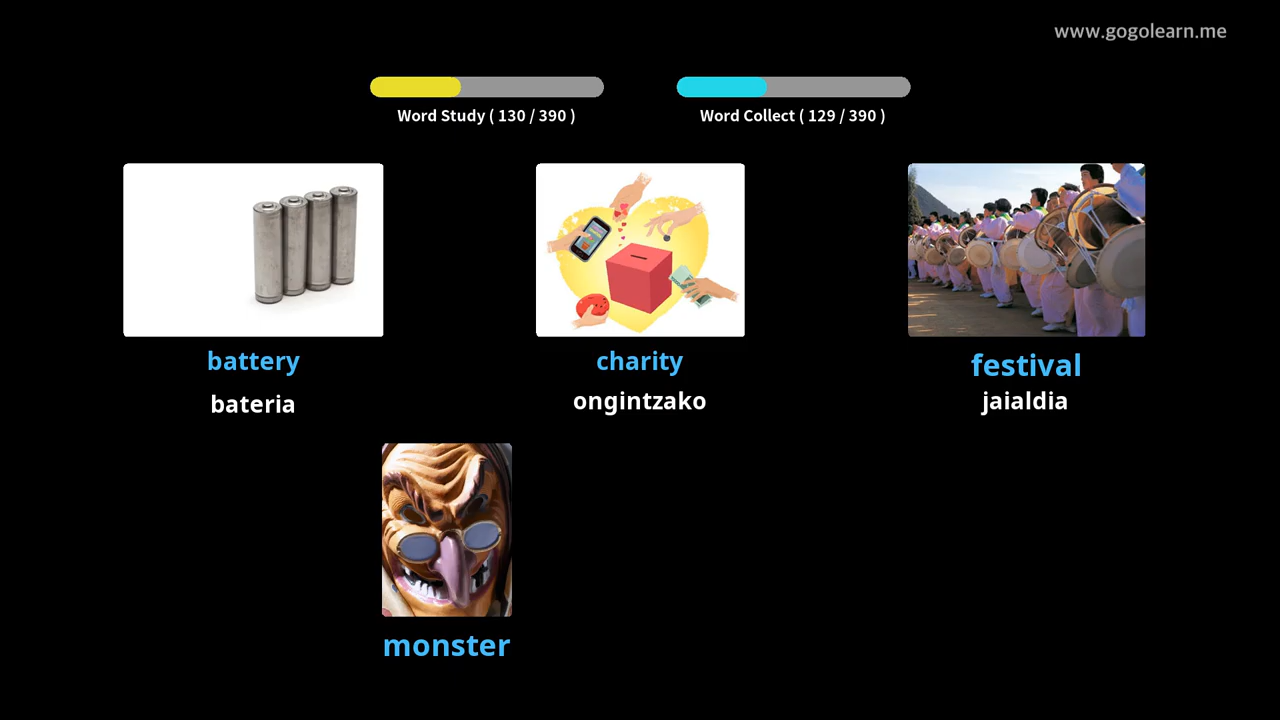 www.gogolearn.me
Word Study ( 130 / 390 )
Word Collect ( 129 / 390 )
battery
bateria
charity
ongintzako
festival
jaialdia
monster